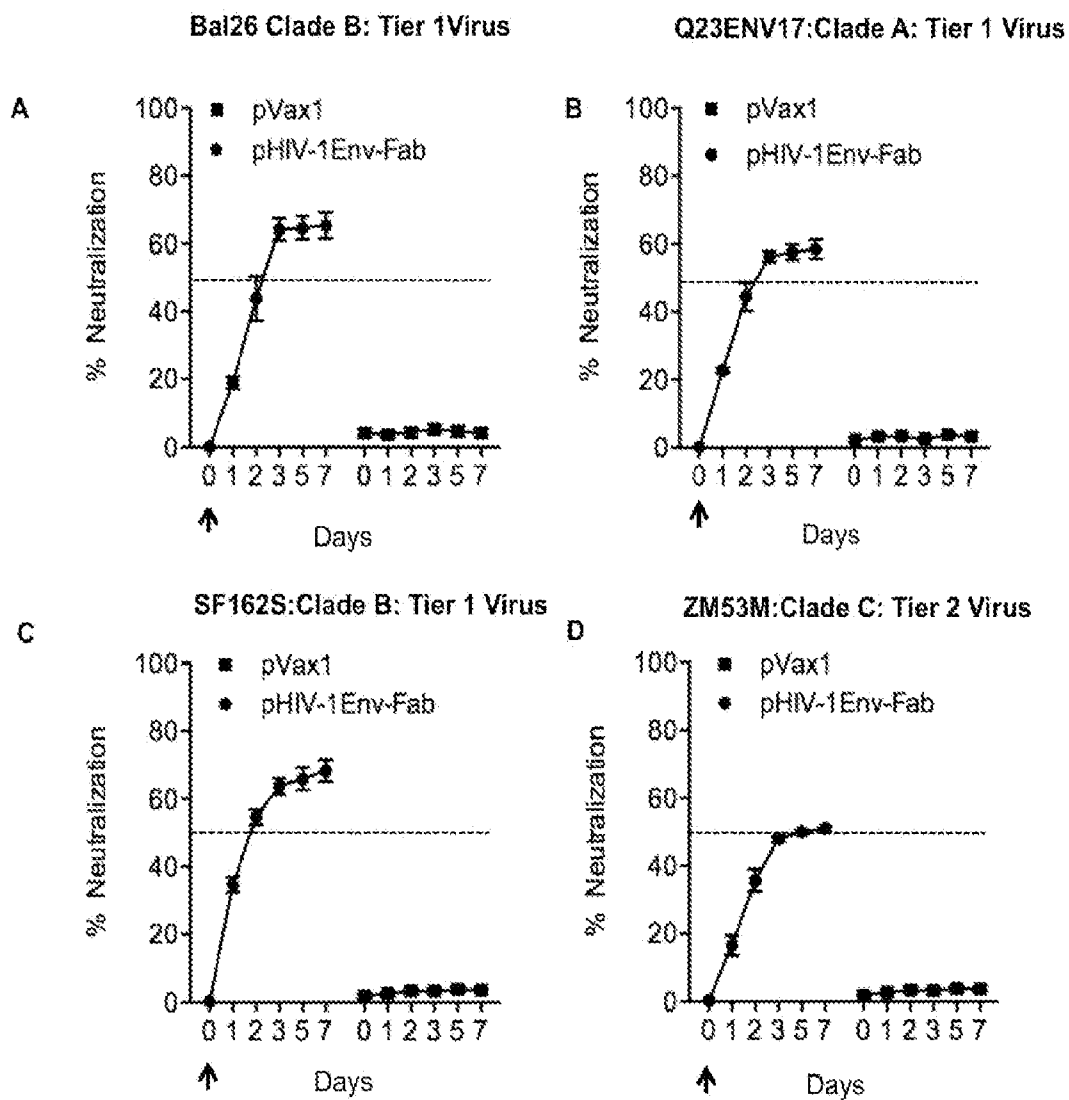 Bal26 Clade B: Tier 1Virus
A
pVax1
pHIV-1Env-Fab
% Neutralization
100
80
60
40
20
0
0 1 2 3 5 7 0 1 2 3 5 7
Days
Q23ENV17:Clade A: Tier 1 Virus
B
pVax1
pHIV-1Env-Fab
% Neutralization
100
80
60
40
20
0
0 1 2 3 5 7 0 1 2 3 5 7
Days
SF162S:Clade B: Tier 1 Virus
C
pVax1
pHIV-1Env-Fab
% Neutralization
100
80
60
40
20
0
0 1 2 3 5 7 0 1 2 3 5 7
Days
ZM53M:Clade C: Tier 2 Virus
D
pVax1
pHIV-1Env-Fab
% Neutralization
100
80
60
40
20
0
0 1 2 3 5 7 0 1 2 3 5 7
Days